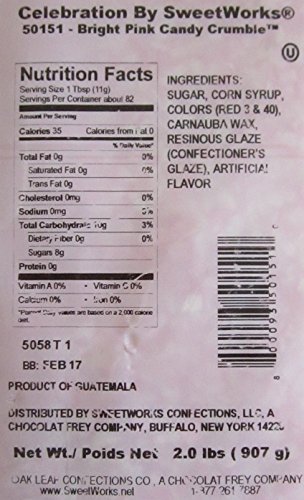 Celebration By SweetWorks®
50151 - Bright Pink Candy Crumble™
U
Nutrition Facts
Serving Size 1 Tbsp (11g)
Servings Per Container about 82
Amount Per Serving
Calories 35 Calories from Fat 0
% Daily Value*
Total Fat 0g 0%
Saturated Fat 0g 0%
Trans Fat 0g
Cholesterol 0mg 0%
Sodium 0mg
Total Carbohydrate 3%
Dietary Fiber 0g 0%
Sugars 8g
Protein 0g
Vitamin A 0% • Vitamin C 0%
Calcium 0% • Iron 0%
*Percent Daily values are based on a 2,000 calorie diet.
INGREDIENTS:
SUGAR, CORN SYRUP,
COLORS (RED 3 & 40),
CARNAUBA WAX,
RESINOUS GLAZE
(CONFECTIONER'S
GLAZE), ARTIFICIAL
FLAVOR
5058 T 1
BB: FEB 17
PRODUCT OF GUATEMALA
DISTRIBUTED BY SWEETWORKS CONFECTIONS, LLC, A
CHOCOLAT FREY COMPANY, BUFFALO, NEW YORK
Net Wt./ Poids Net 2.0 lbs ( 907 g)
OAK LEAF CONFECTIONS CO., A CHOCOLAT FREY COMPANY
www.SweetWorks.net 1-877-261-7887